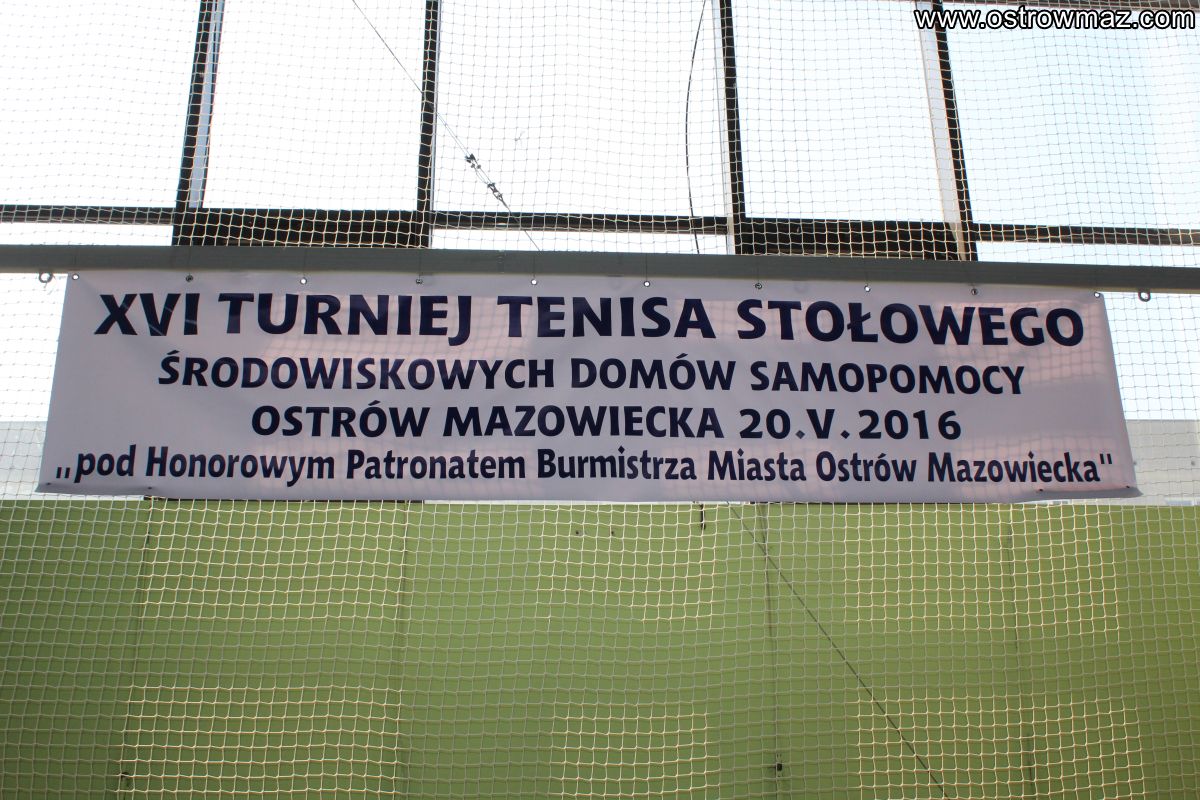 www.ostrowmaz.com
XVI TURNIEJ TENISA STOŁOWEGO
ŚRODOWISKOWYCH DOMÓW SAMOPOMOCY
OSTRÓW MAZOWIECKA 20.V.2016
„pod Honorowym Patronatem Burmistrza Miasta Ostrów Mazowiecka"